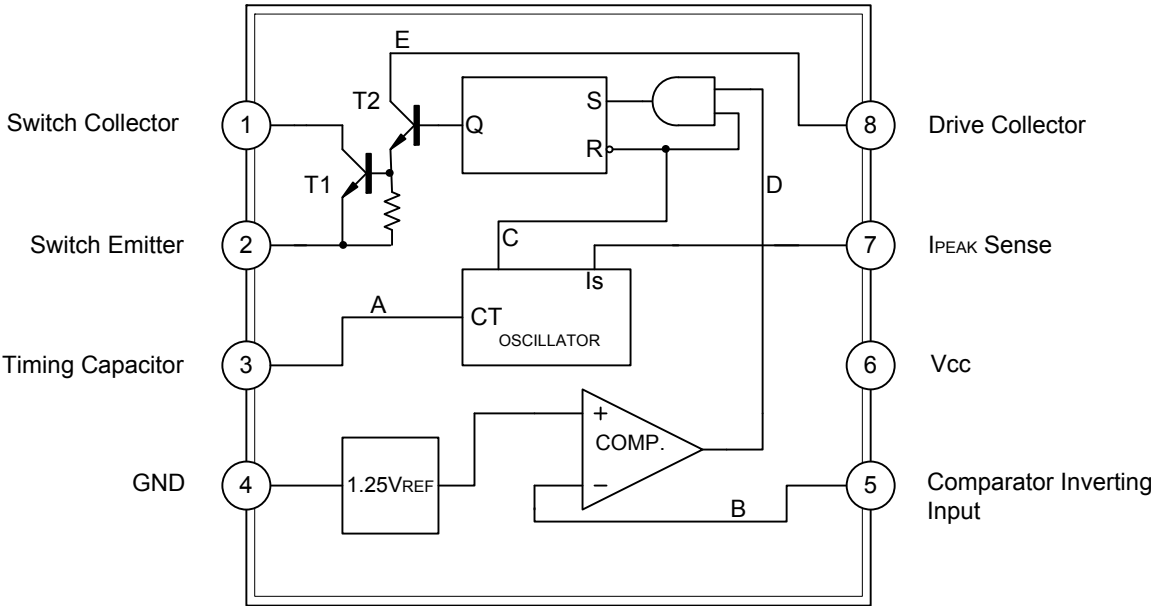 E
Switch Collector
1
T2
Q
S
R
8
Drive Collector
T1
D
Switch Emitter
2
C
7
IPEAK Sense
Is
A
CT
OSCILLATOR
Timing Capacitor
3
6
Vcc
+
COMP.
−
GND
4
1.25VREF
B
5
Comparator Inverting
Input